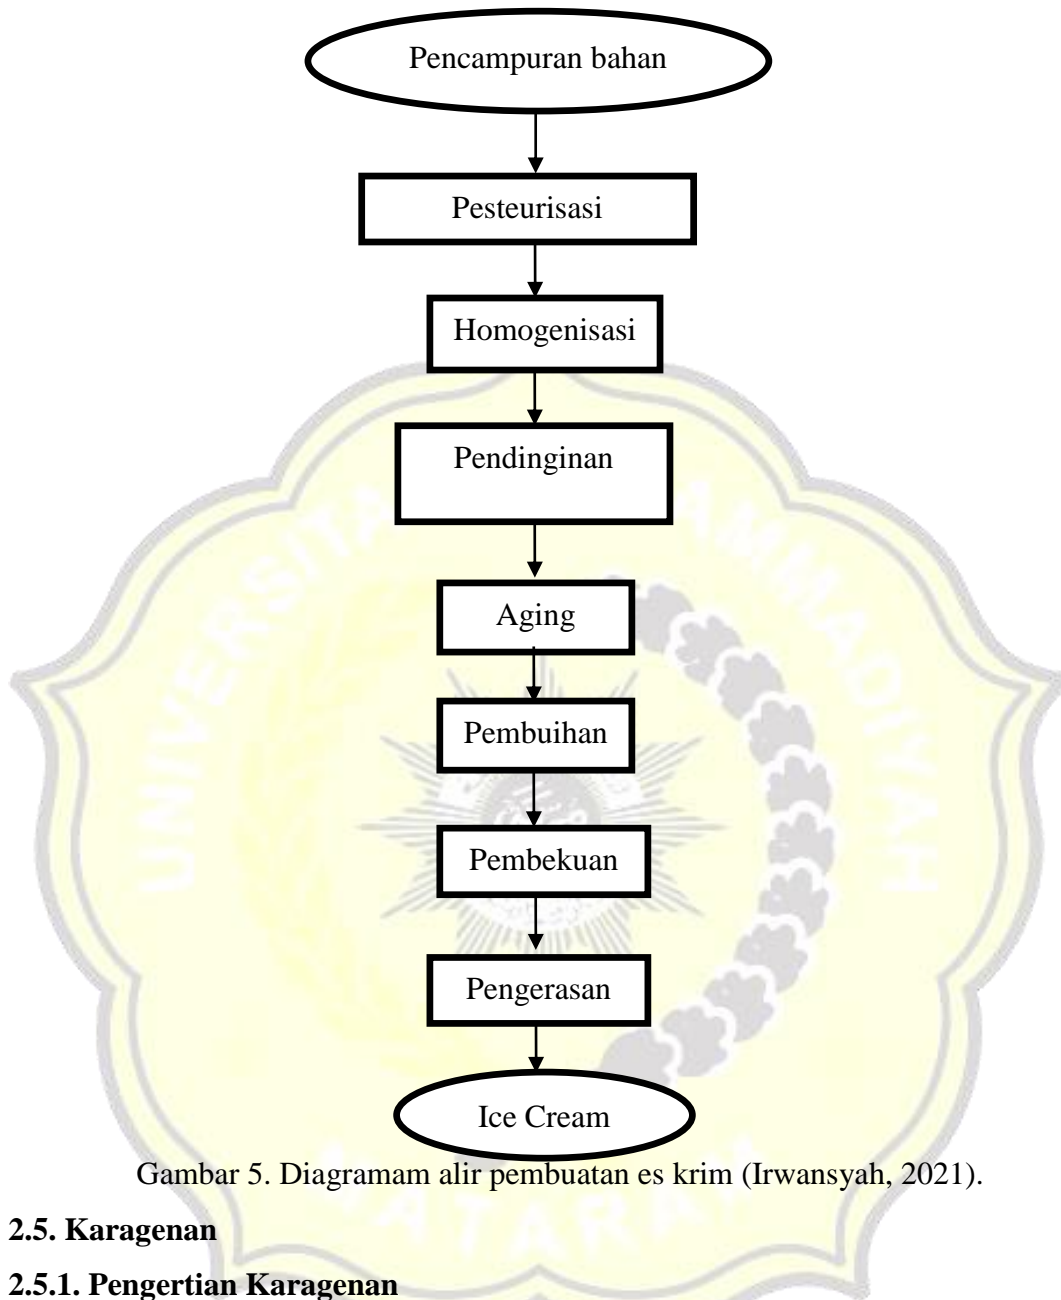 Pencampuran bahan
Pesteurisasi
Homogenisasi
Pendinginan
Aging
Pembuihan
Pembekuan
Pengerasan
Ice Cream
Gambar 5. Diagramam alir pembuatan es krim (Irwansyah, 2021).
2.5. Karagenan
2.5.1. Pengertian Karagenan
MATARAM